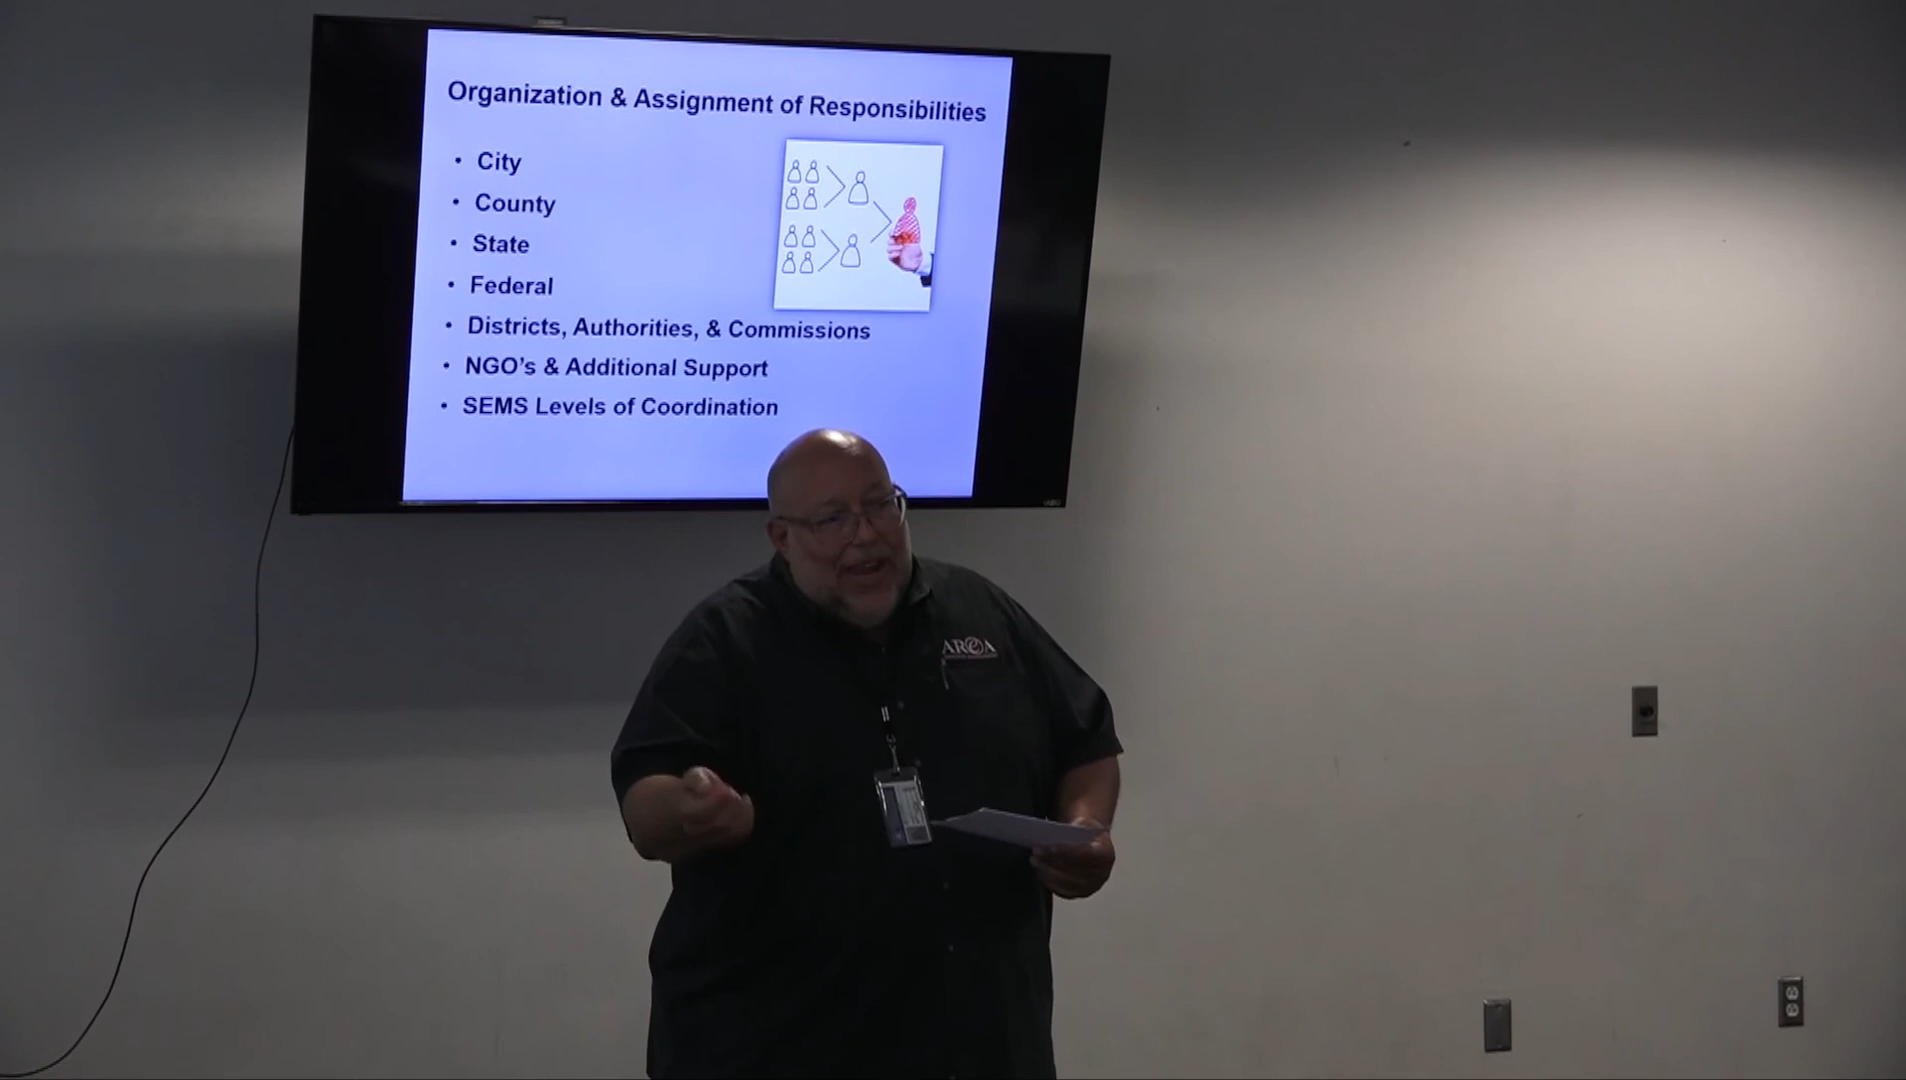 Organization & Assignment of Responsibilities
• City
• County
• State
• Federal
• Districts, Authorities, & Commissions
• NGO's & Additional Support
• SEMS Levels of Coordination